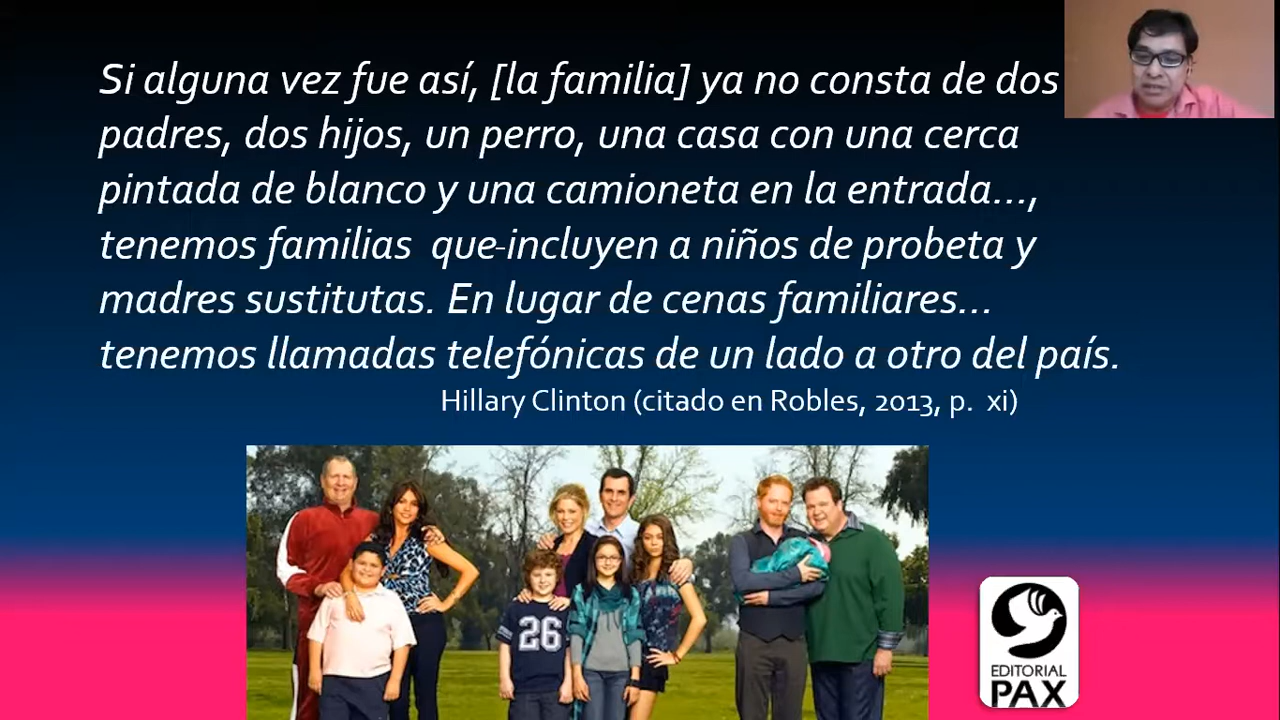 Si alguna vez fue así, [la familia] ya no consta de dos
padres, dos hijos, un perro, una casa con una cerca
pintada de blanco y una camioneta en la entrada...,
tenemos familias que-incluyen a niños de probeta y
madres sustitutas. En lugar de cenas familiares...
tenemos llamadas telefónicas de un lado a otro del país.
Hillary Clinton (citado en Robles, 2013, p. xi)
26
EDITORIAL
PAX